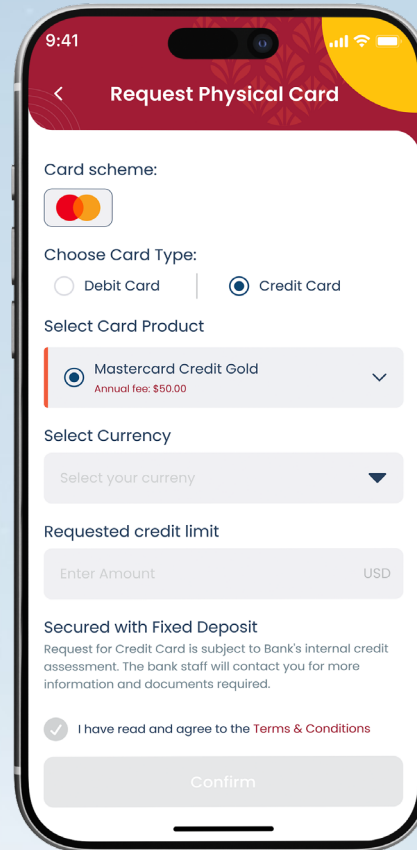 9:41
Request Physical Card
Card scheme:
Choose Card Type:
Debit Card
Credit Card
Select Card Product
Mastercard Credit Gold
Annual fee: $50.00
Select Currency
Select your curreny
Requested credit limit
Enter Amount
USD
Secured with Fixed Deposit
Request for Credit Card is subject to Bank's internal credit
assessment. The bank staff will contact you for more
information and documents required.
I have read and agree to the Terms & Conditions
Confirm